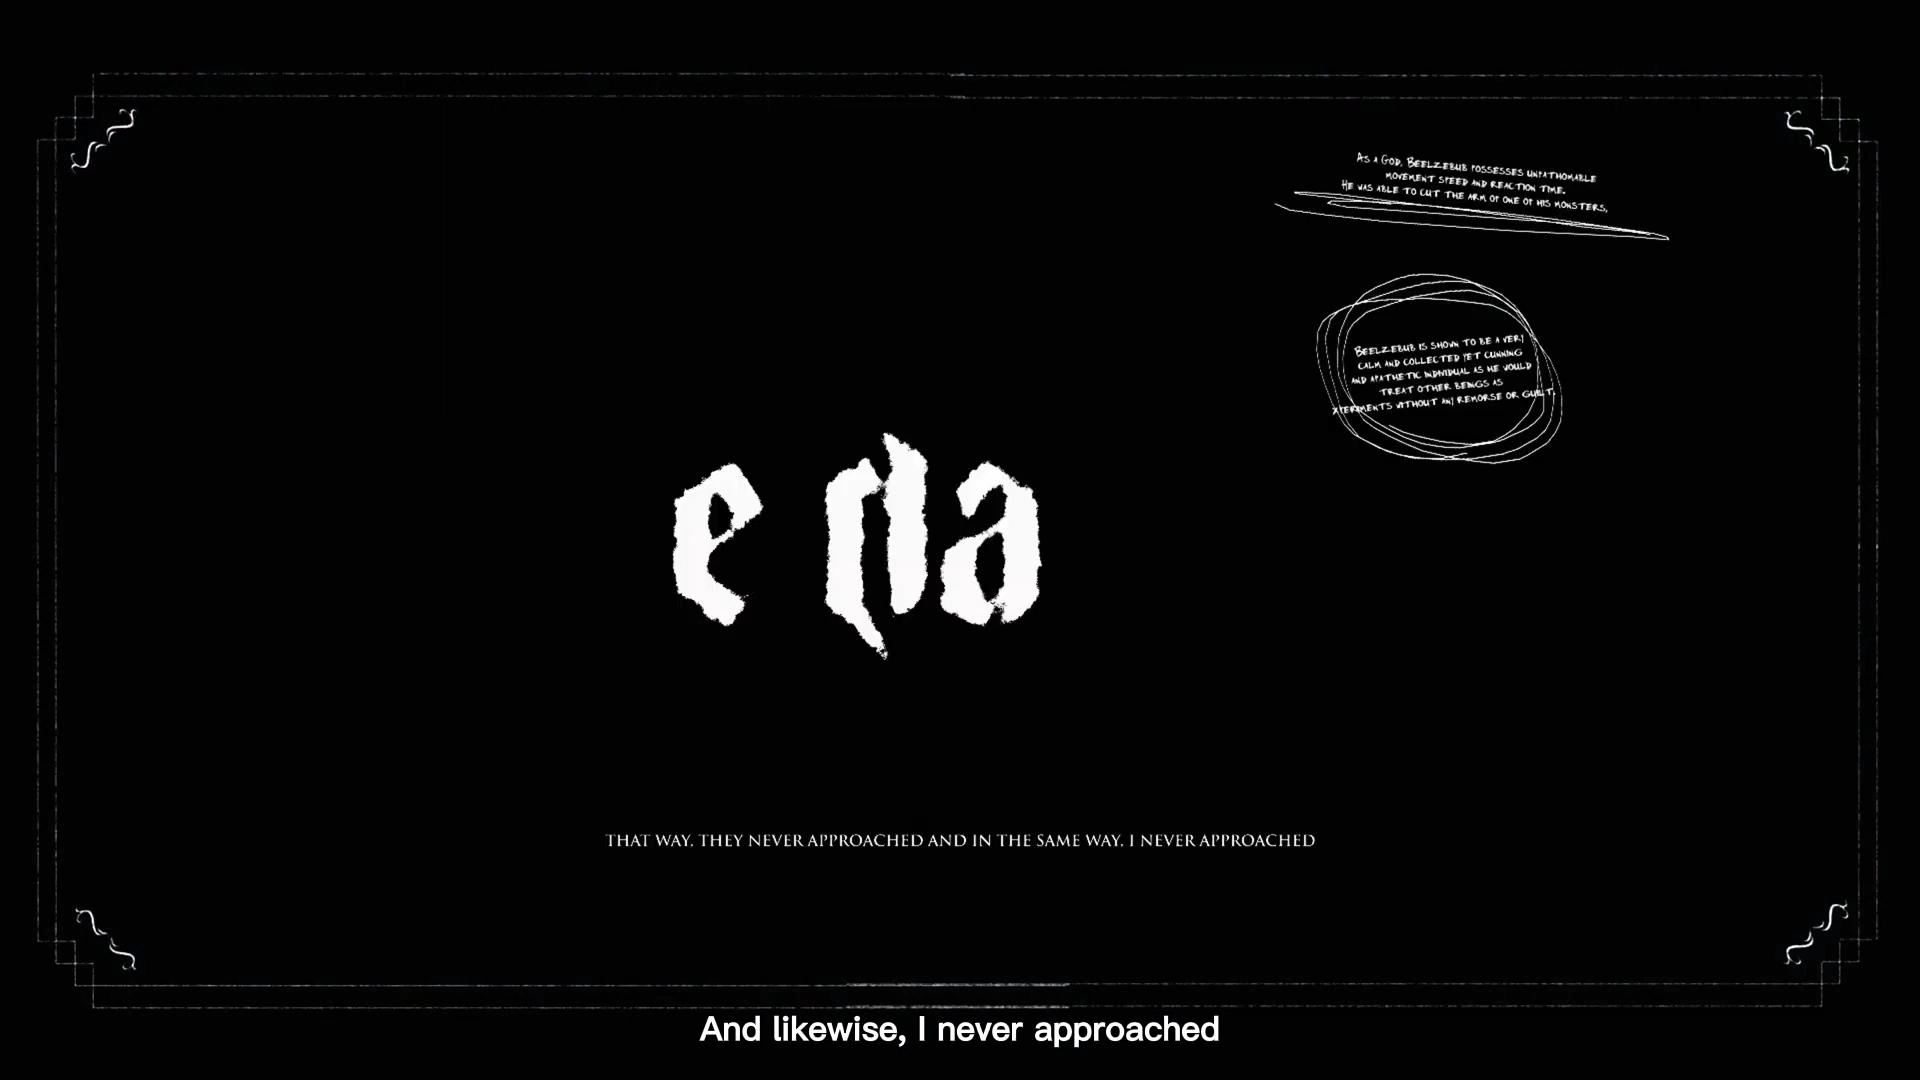 AS A GOD, BEELZEBUB POSSESSES UNFATHOMABLE
MOVEMENT SPEED AND REACTION TIME.
HE WAS ABLE TO CUT THE ARM OF ONE OF HIS MONSTERS,
BEELZEBUB IS SHOWN TO BE A VERY
CALM AND COLLECTED YET CUNNING
AND APATHETIC INDIVIDUAL AS HE WOULD
TREAT OTHER BEINGS AS
XPERIMENTS WITHOUT ANY REMORSE OR GUILT.
e da
THAT WAY, THEY NEVER APPROACHED AND IN THE SAME WAY, I NEVER APPROACHED
And likewise, I never approached